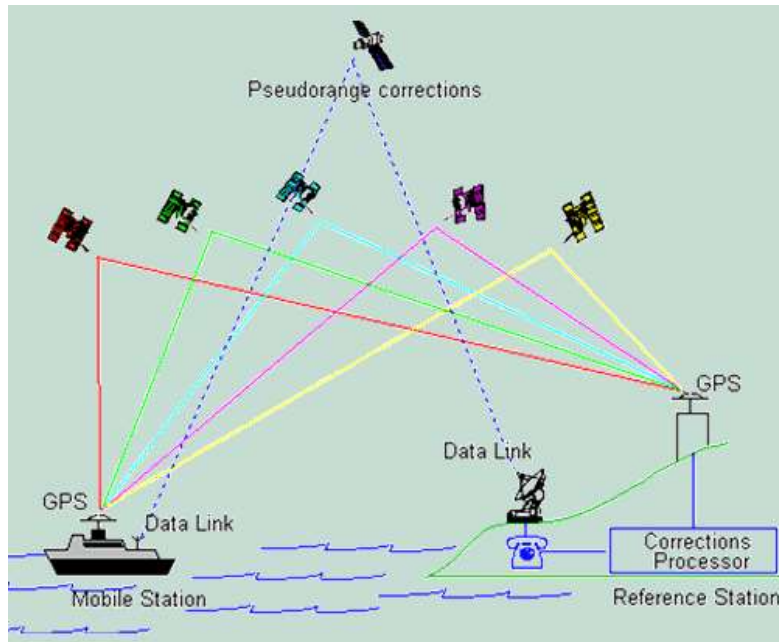 Pseudorange corrections
GPS
Data Link
GPS
Data Link
Corrections
Processor
Mobile Station
Reference Station